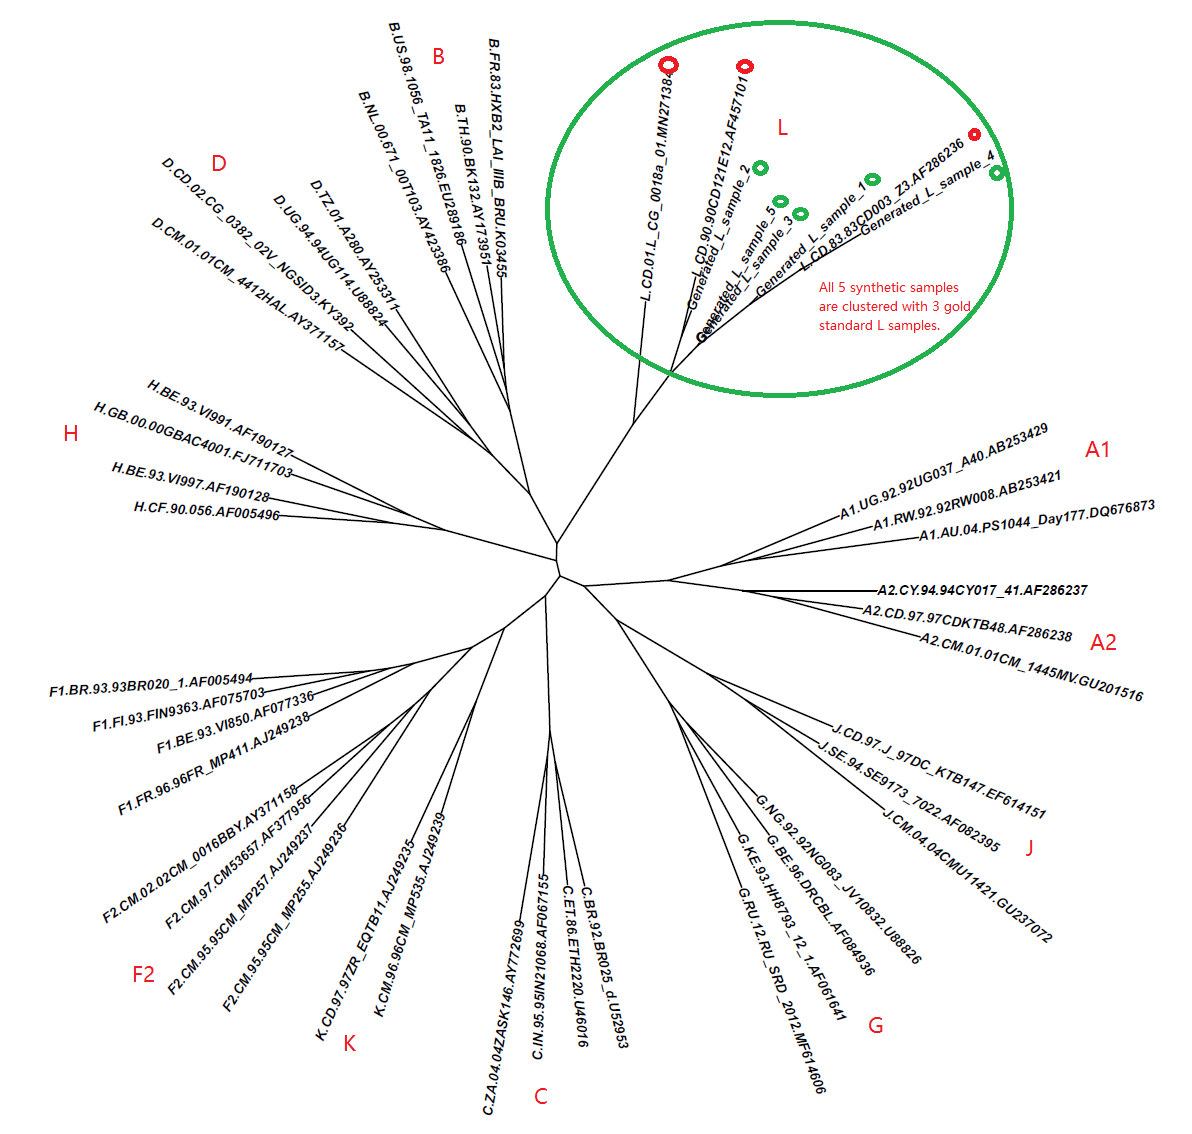 B
B.US.98.1056_TA11_1826.EU289186
B.FR.83.HXB2_LAI_IIIB_BRU.K03455
B.NL.00.671_00T103.AY423386
B.TH.90.BK132.AY173951
L
L.CD.01.L_CG_0018a_01.MN271384
L.CD.90.90CD121E12.AF457101
Generated_L_sample_2
Generated_L_sample_5
Generated_L_sample_3
Generated_L_sample_1
L.CD.83.83CD003_Z3.AF286236
Generated_L_sample_4
All 5 synthetic samples
are clustered with 3 gold
standard L samples.
D
D.CD.02.CG_0382_02V_NGSID3.KY392
D.TZ.01.A280.AY253311
D.UG.94.94UG114.U88824
D.CM.01.01CM_4412HAL.AY371157
H
H.BE.93.VI991.AF190127
H.GB.00.00GBAC4001.FJ711703
H.BE.93.VI997.AF190128
H.CF.90.056.AF005496
A1
A1.UG.92.92UG037_A40.AB253429
A1.RW.92.92RW008.AB253421
A1.AU.04.PS1044_Day177.DQ676873
A2.CY.94.94CY017_41.AF286237
A2.CD.97.97CDKTB48.AF286238
A2.CM.01.01CM_1445MV.GU201516
A2
F1.BR.93.93BR020_1.AF005494
F1.FI.93.FIN9363.AF075703
F1.BE.93.VI850.AF077336
F1.FR.96.96FR_MP411.AJ249238
J.CD.97.J_97DC_KTB147.EF614151
J.SE.94.SE9173_7022.AF082395
J.CM.04.04CMU11421.GU237072
J
F2.CM.02.02CM_0016BBY.AY371158
F2.CM.97.CM53657.AF377956
F2.CM.95.95CM_MP257.AJ249237
F2.CM.95.95CM_MP255.AJ249236
F2
K.CD.97.97ZR_EQTB11.AJ249235
K.CM.96.96CM_MP535.AJ249239
K
C.ZA.04.04ZASK146.AY772699
C.IN.95.95IN21068.AF067155
C.ET.86.ETH2220.U46016
C.BR.92.BR025_d.U52953
C
G.NG.92.92NG083_JV10832.U88826
G.BE.96.DRCBL.AF084936
G.KE.93.HH8793_12_1.AF061641
G.RU.12.RU_SRD_2012.MF614606
G